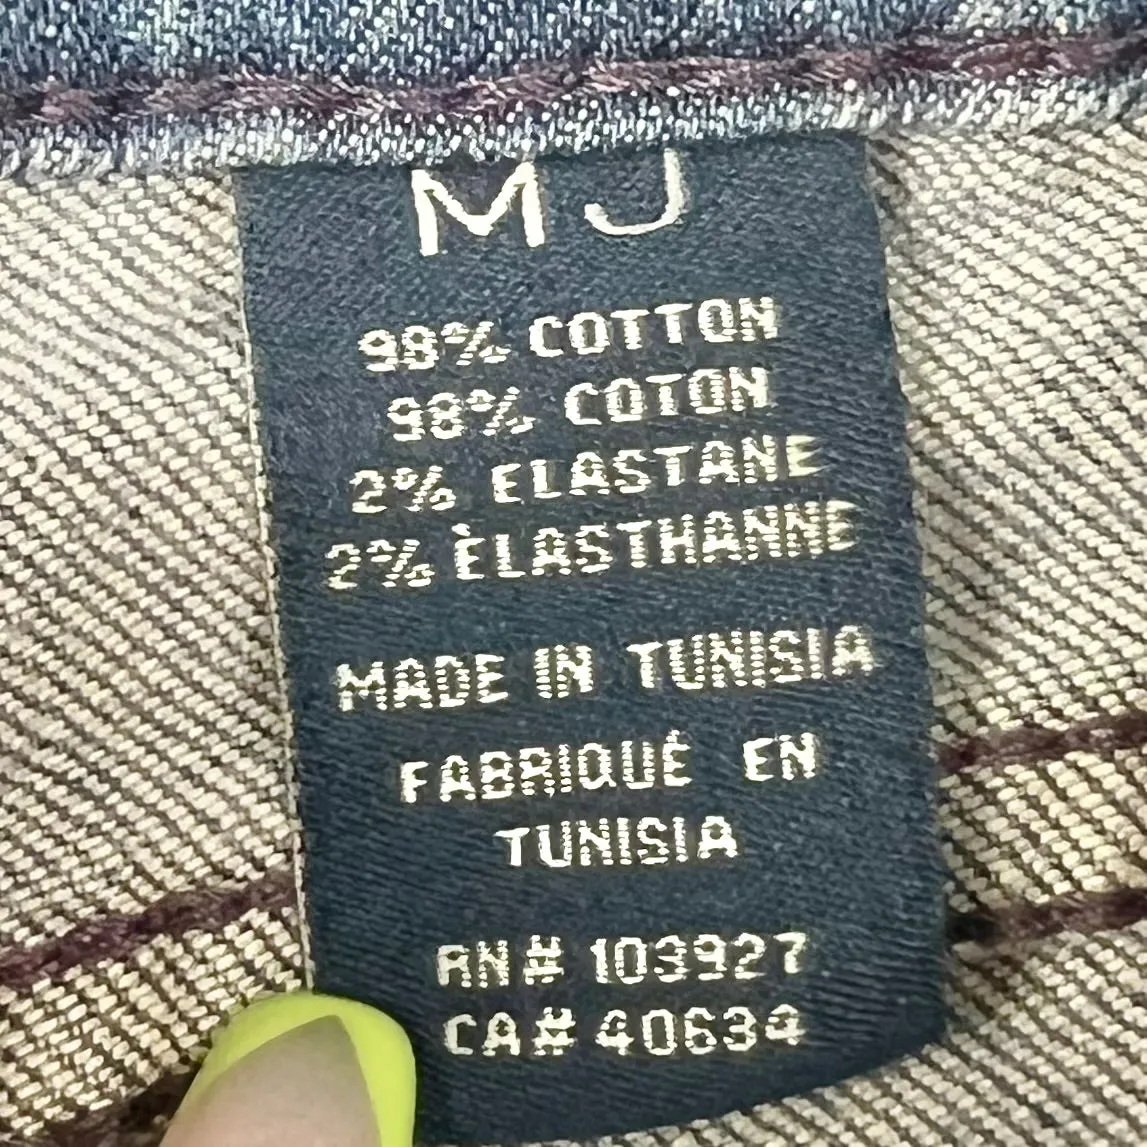 MJ
98% COTTON
98% COTON
2% ELASTANE
2% ÈLASTHANNE
MADE IN TUNISIA
FABRIQUÉ EN
TUNISIA
RN# 103927
CA# 40634